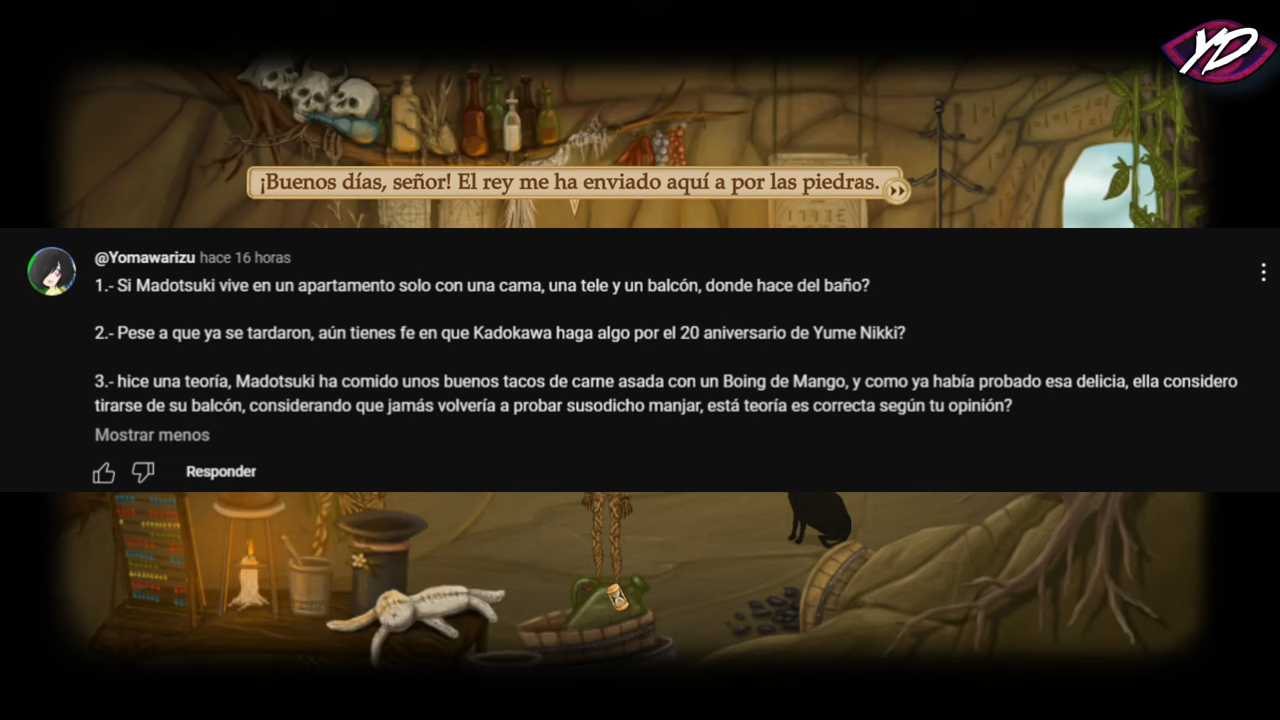 YD
¡Buenos días, señor! El rey me ha enviado aquí a por las piedras.
@Yomawarizu hace 16 horas
1.- Si Madotsuki vive en un apartamento solo con una cama, una tele y un balcón, donde hace del baño?
2.- Pese a que ya se tardaron, aún tienes fe en que Kadokawa haga algo por el 20 aniversario de Yume Nikki?
3.- hice una teoría, Madotsuki ha comido unos buenos tacos de carne asada con un Boing de Mango, y como ya había probado esa delicia, ella considero
tirarse de su balcón, considerando que jamás volvería a probar susodicho manjar, está teoría es correcta según tu opinión?
Mostrar menos
Responder